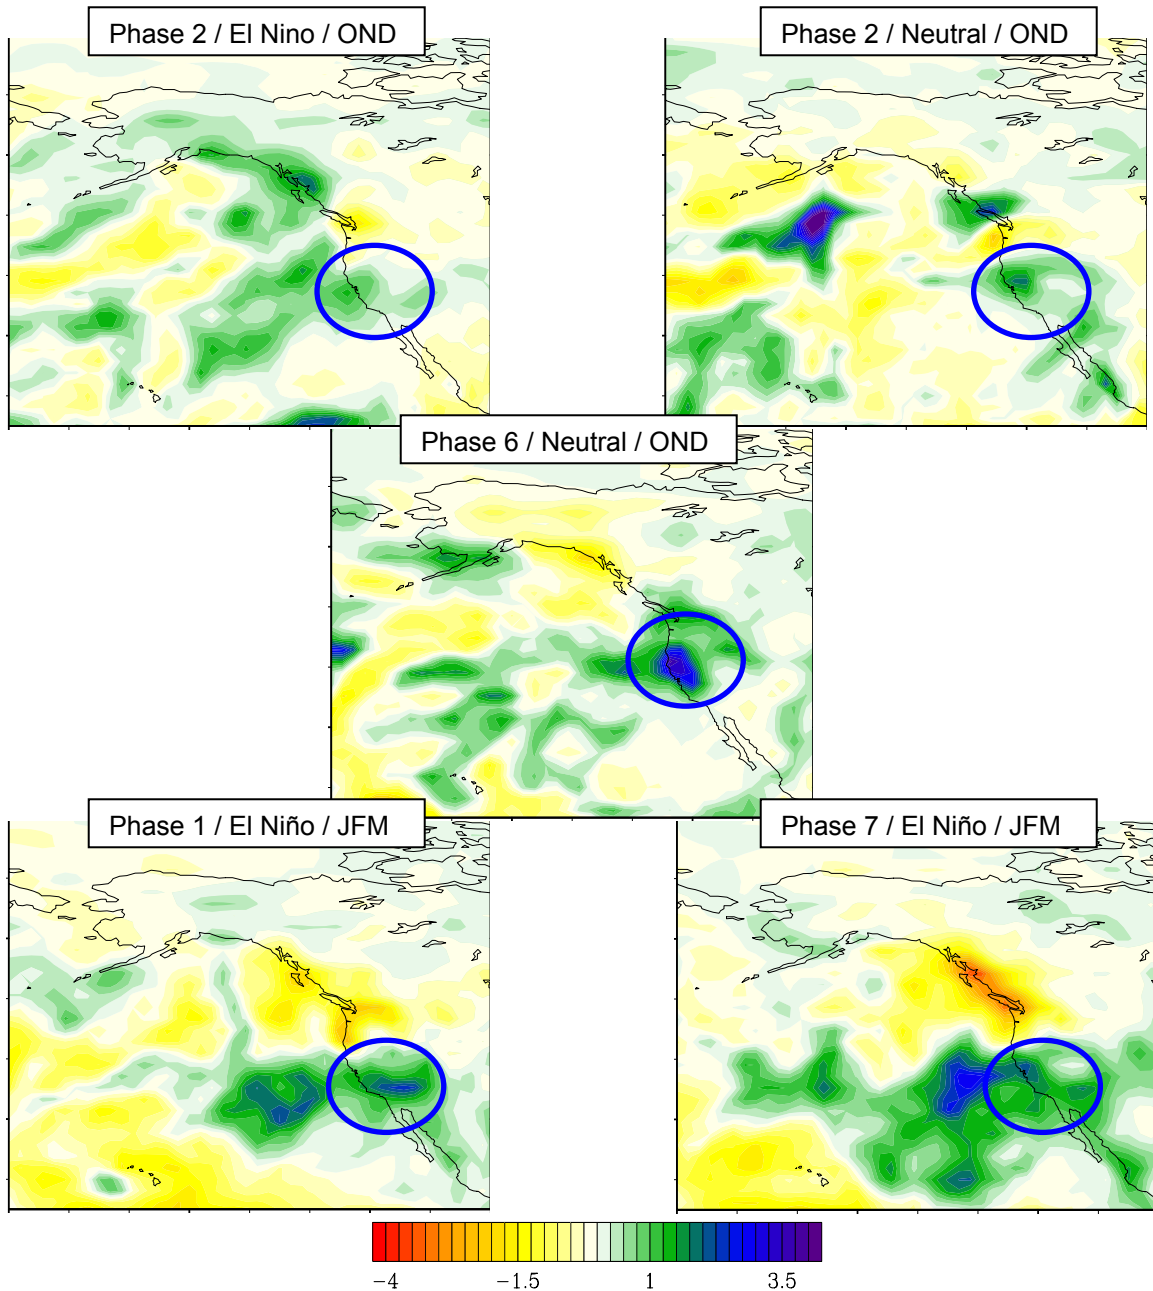 Phase 2 / El Nino / OND
Phase 2 / Neutral / OND
Phase 6 / Neutral / OND
Phase 1 / El Niño / JFM
Phase 7 / El Niño / JFM
−4 −1.5 1 3.5